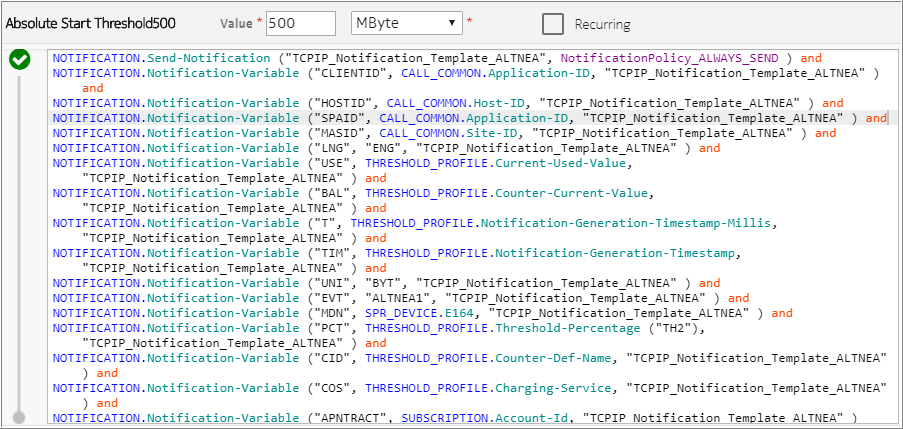 Absolute Start Threshold500 Value * 500 MByte * Recurring
NOTIFICATION.Send-Notification ("TCPIP_Notification_Template_ALTNEA", NotificationPolicy_ALWAYS_SEND ) and
NOTIFICATION.Notification-Variable ("CLIENTID", CALL_COMMON.Application-ID, "TCPIP_Notification_Template_ALTNEA" )
and
NOTIFICATION.Notification-Variable ("HOSTID", CALL_COMMON.Host-ID, "TCPIP_Notification_Template_ALTNEA" ) and
NOTIFICATION.Notification-Variable ("SPAID", CALL_COMMON.Application-ID, "TCPIP_Notification_Template_ALTNEA" ) and
NOTIFICATION.Notification-Variable ("MASID", CALL_COMMON.Site-ID, "TCPIP_Notification_Template_ALTNEA" ) and
NOTIFICATION.Notification-Variable ("LNG", "ENG", "TCPIP_Notification_Template_ALTNEA" ) and
NOTIFICATION.Notification-Variable ("USE", THRESHOLD_PROFILE.Current-Used-Value,
"TCPIP_Notification_Template_ALTNEA" ) and
NOTIFICATION.Notification-Variable ("BAL", THRESHOLD_PROFILE.Counter-Current-Value,
"TCPIP_Notification_Template_ALTNEA" ) and
NOTIFICATION.Notification-Variable ("T", THRESHOLD_PROFILE.Notification-Generation-Timestamp-Millis,
"TCPIP_Notification_Template_ALTNEA" ) and
NOTIFICATION.Notification-Variable ("TIM", THRESHOLD_PROFILE.Notification-Generation-Timestamp,
"TCPIP_Notification_Template_ALTNEA" ) and
NOTIFICATION.Notification-Variable ("UNI", "BYT", "TCPIP_Notification_Template_ALTNEA" ) and
NOTIFICATION.Notification-Variable ("EVT", "ALTNEA1", "TCPIP_Notification_Template_ALTNEA" ) and
NOTIFICATION.Notification-Variable ("MDN", SPR_DEVICE.E164, "TCPIP_Notification_Template_ALTNEA" ) and
NOTIFICATION.Notification-Variable ("PCT", THRESHOLD_PROFILE.Threshold-Percentage ("TH2"),
"TCPIP_Notification_Template_ALTNEA" ) and
NOTIFICATION.Notification-Variable ("CID", THRESHOLD_PROFILE.Counter-Def-Name, "TCPIP_Notification_Template_ALTNEA"
) and
NOTIFICATION.Notification-Variable ("COS", THRESHOLD_PROFILE.Charging-Service, "TCPIP_Notification_Template_ALTNEA"
) and
NOTIFICATION.Notification-Variable ("APNTRACT", SUBSCRIPTION.Account-Id, "TCPIP_Notification_Template_ALTNEA" )